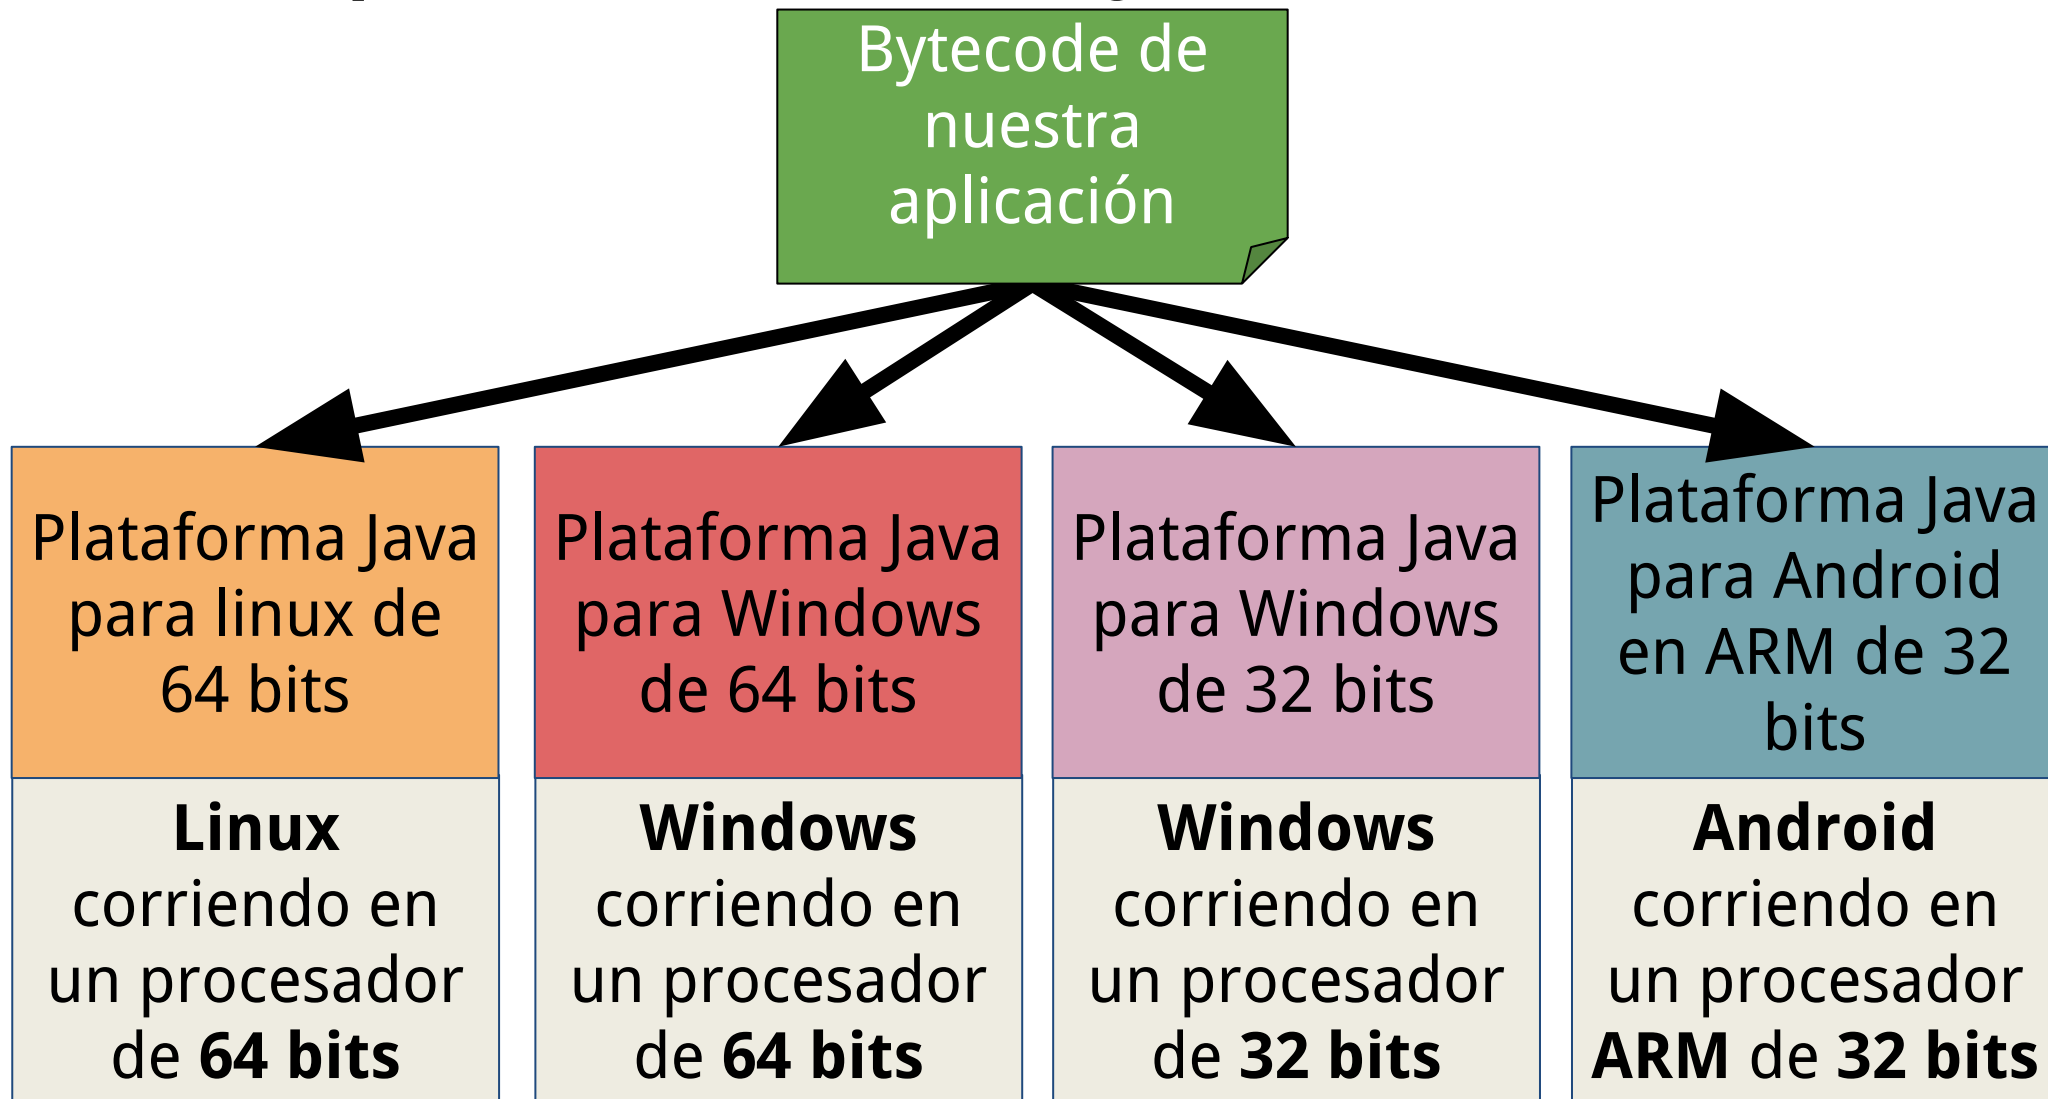 Bytecode de
nuestra
aplicación
Plataforma Java
para linux de
64 bits
Plataforma Java
para Windows
de 64 bits
Plataforma Java
para Windows
de 32 bits
Plataforma Java
para Android
en ARM de 32
bits
Linux
corriendo en
un procesador
de 64 bits
Windows
corriendo en
un procesador
de 64 bits
Windows
corriendo en
un procesador
de 32 bits
Android
corriendo en
un procesador
ARM de 32 bits